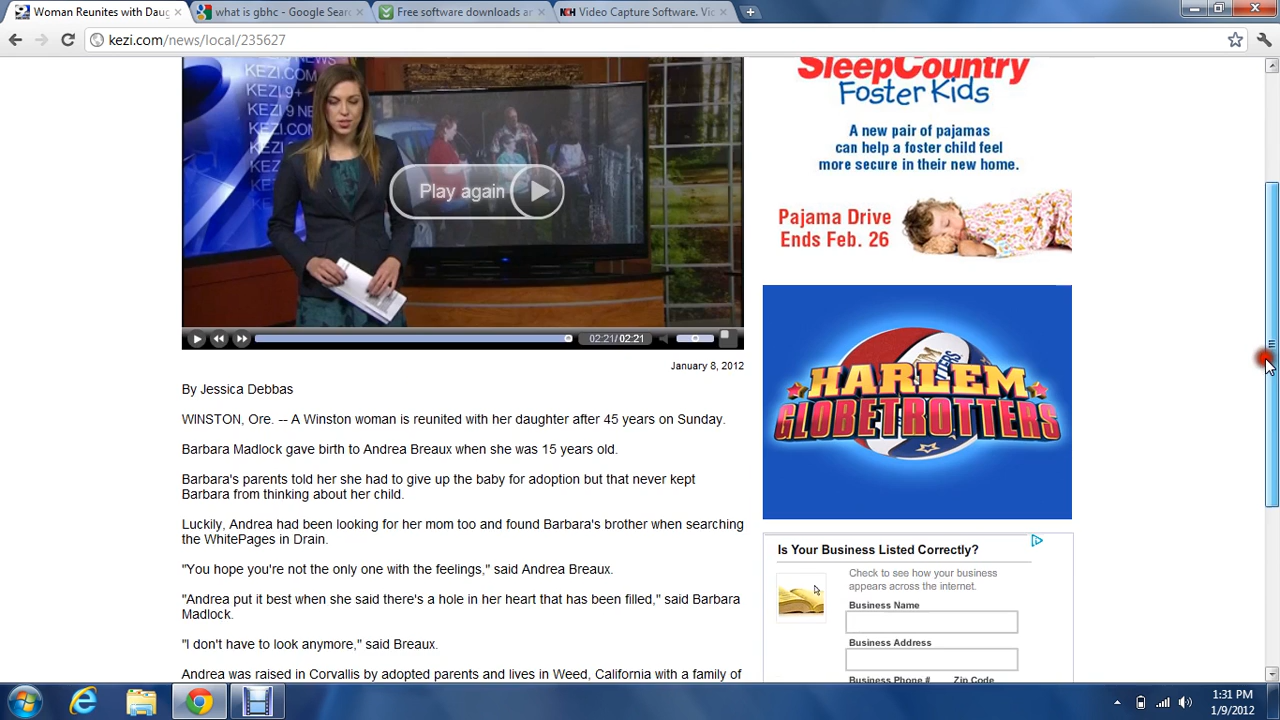 Woman Reunites with Daug
what is gbhc - Google Sear
Free software downloads ar
NCH Video Capture Software. Vi
kezi.com/news/local/235627
KEZI.COM
KEZI 9+
KEZI 9 NE
KEZI.COM
Play again
02:21/02:21
January 8, 2012
By Jessica Debbas
WINSTON, Ore. -- A Winston woman is reunited with her daughter after 45 years on Sunday.
Barbara Madlock gave birth to Andrea Breaux when she was 15 years old.
Barbara's parents told her she had to give up the baby for adoption but that never kept
Barbara from thinking about her child.
Luckily, Andrea had been looking for her mom too and found Barbara's brother when searching
the WhitePages in Drain.
"You hope you're not the only one with the feelings," said Andrea Breaux.
"Andrea put it best when she said there's a hole in her heart that has been filled," said Barbara
Madlock.
"I don't have to look anymore," said Breaux.
Andrea was raised in Corvallis by adopted parents and lives in Weed, California with a family of
SleepCountry
Foster Kids
A new pair of pajamas
can help a foster child feel
more secure in their new home.
Pajama Drive
Ends Feb. 26
HARLEM
GLOBETROTTERS
Is Your Business Listed Correctly?
Check to see how your business
appears across the internet.
Business Name
Business Address
Business Phone # Zip Code
1:31 PM
1/9/2012